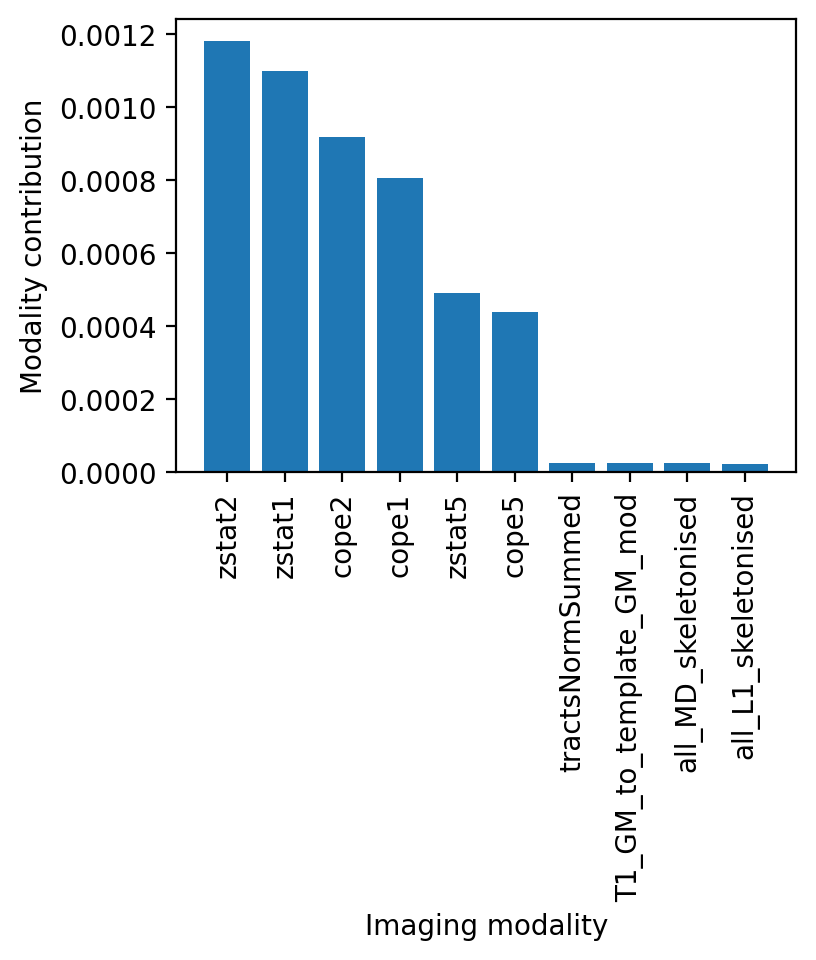 Modality contribution
0.0012
0.0010
0.0008
0.0006
0.0004
0.0002
0.0000
zstat2
zstat1
cope2
cope1
zstat5
cope5
tractsNormSummed
T1_GM_to_template_GM_mod
all_MD_skeletonised
all_L1_skeletonised
Imaging modality